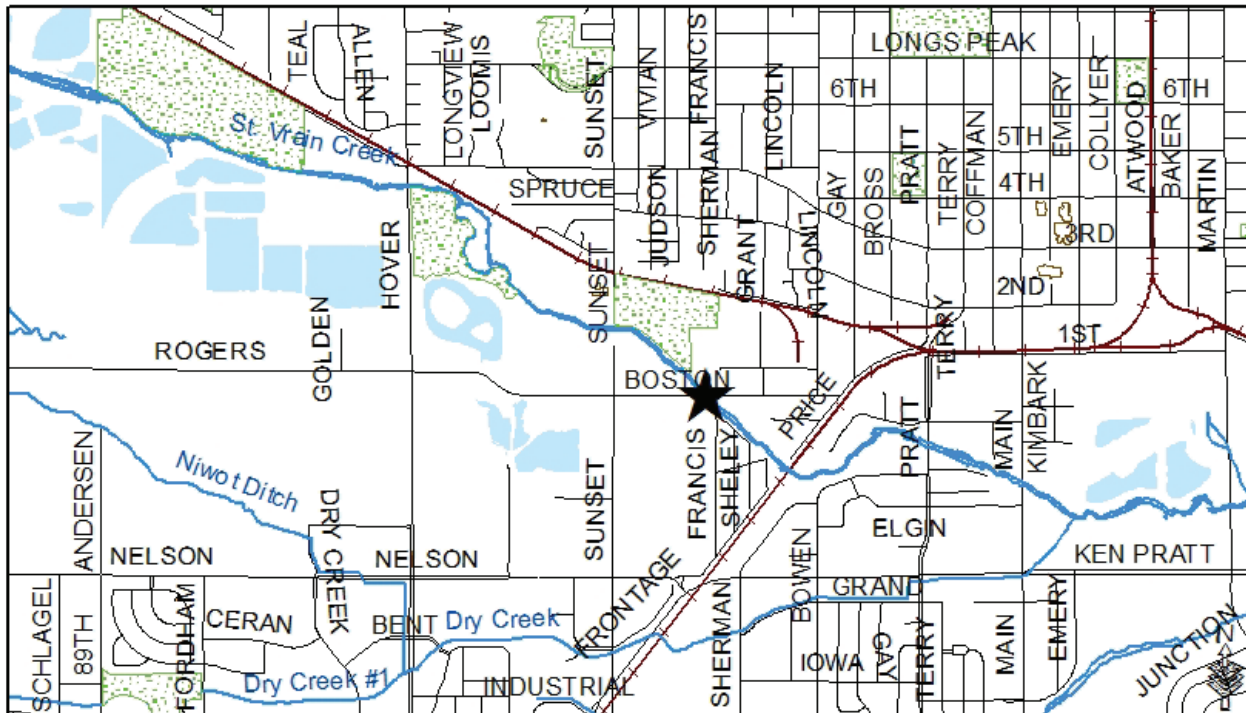 TEAL
ALLEN
LONGVIEW
LOOMIS
SUNSET
VIVIAN
FRANCIS
LINCOLN
LONGS PEAK
6TH
EMERY
COLLYER
ATWOOD
6TH
BAKER
St. Vrain Creek
SPRUCE
JUDSON
SHERMAN
GAY
BROSS
PRATT
TERRY
COFFMAN
5TH
4TH
3RD
MARTIN
HOVER
SUNSET
GRANT
LINCOLN
2ND
TERRY
1ST
ROGERS
GOLDEN
BOSTON
PRICE
KIMBARK
MAIN
PRATT
ANDERSEN
Niwot Ditch
DRY CREEK
SUNSET
FRANCIS
SHELEY
ELGIN
NELSON
NELSON
KEN PRATT
BOWEN
GRAND
FRONTAGE
SCHLAGEL
89TH
FORDHAM
CERAN
BENT
Dry Creek
SHERMAN
IOWA
GAY
TERRY
MAIN
EMERY
JUNCTION
N
Dry Creek #1
INDUSTRIAL